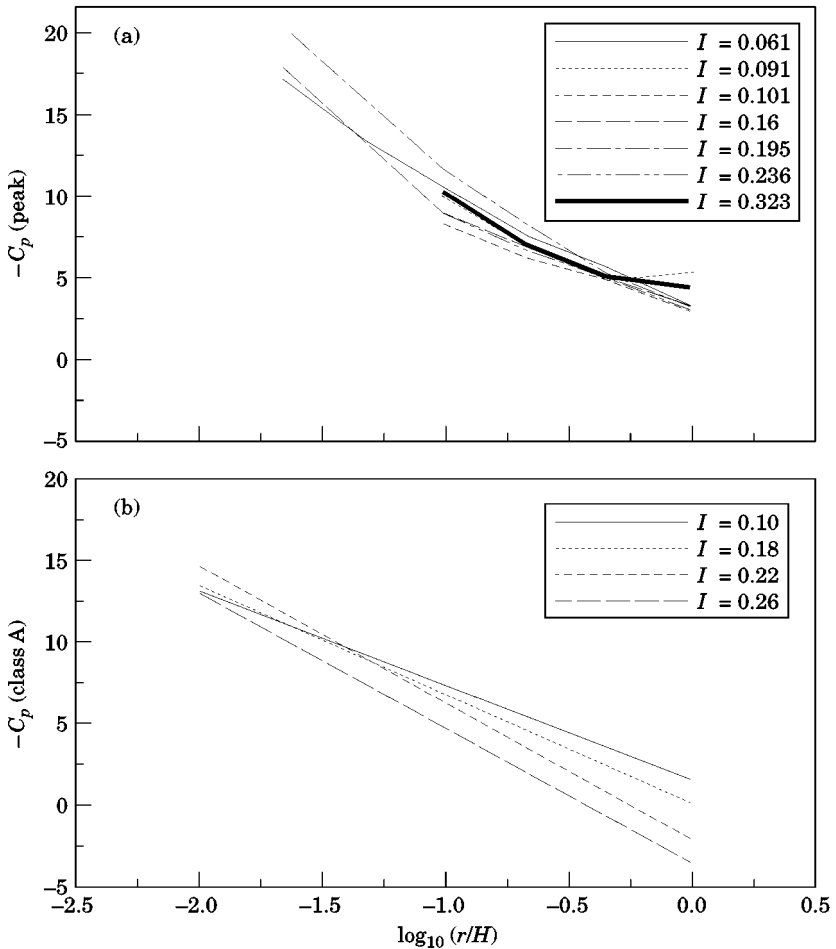 (a)
20
15
10
5
0
−5
−C_p (peak)
I = 0.061
I = 0.091
I = 0.101
I = 0.16
I = 0.195
I = 0.236
I = 0.323
(b)
20
15
10
5
0
−5
−C_p (class A)
I = 0.10
I = 0.18
I = 0.22
I = 0.26
−2.5 −2.0 −1.5 −1.0 −0.5 0.0 0.5
log₁₀ (r/H)